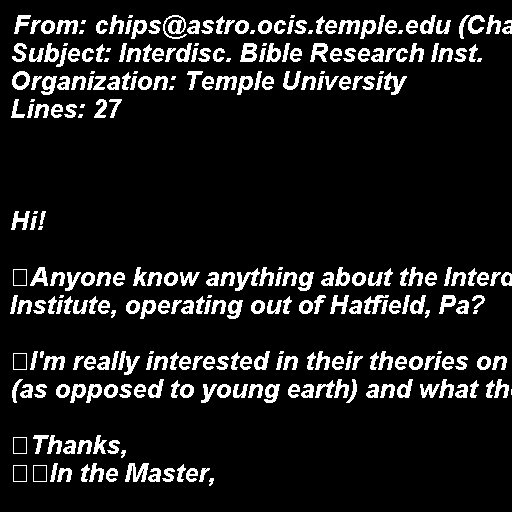 From: chips@astro.ocis.temple.edu (Cha
Subject: Interdisc. Bible Research Inst.
Organization: Temple University
Lines: 27
Hi!
Anyone know anything about the Interd
Institute, operating out of Hatfield, Pa?
I'm really interested in their theories on
(as opposed to young earth) and what the
Thanks,
In the Master,